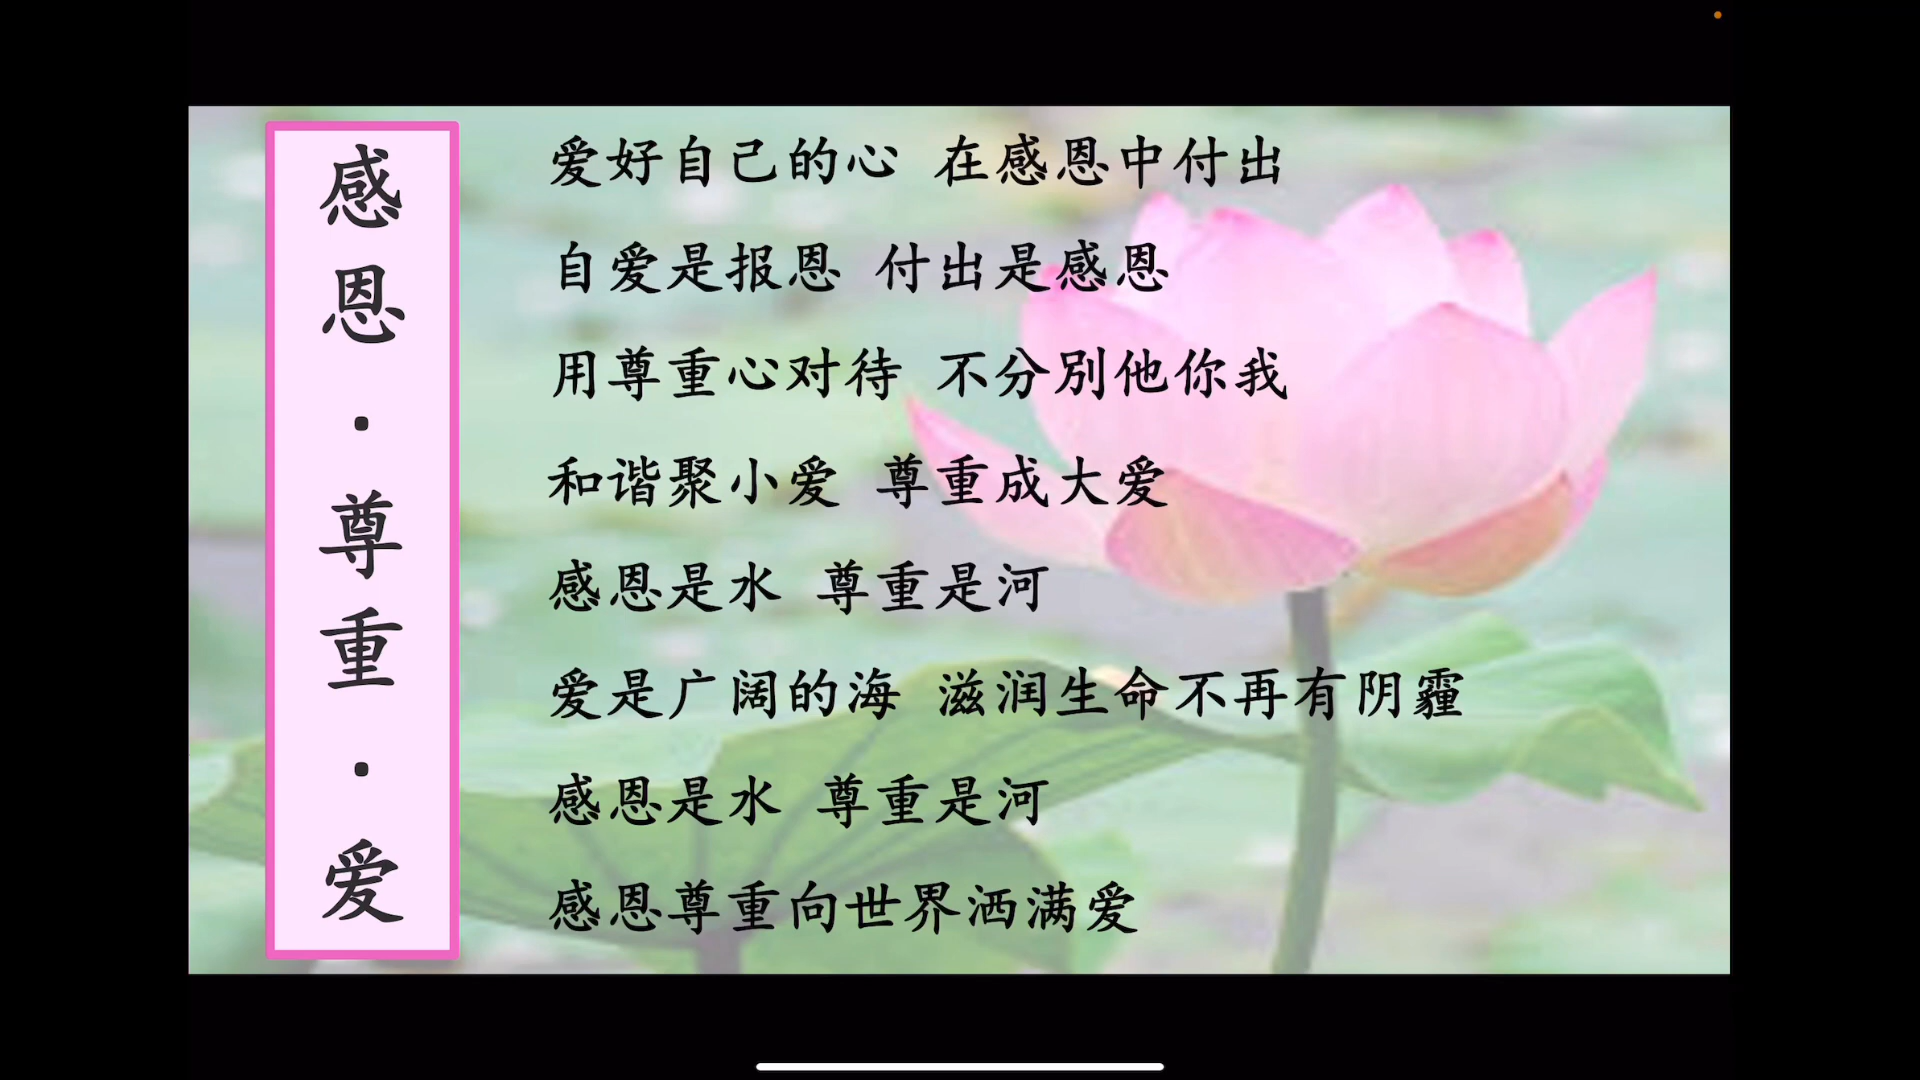 感恩·尊重·爱
爱好自己的心 在感恩中付出
自爱是报恩 付出是感恩
用尊重心对待 不分別他你我
和谐聚小爱 尊重成大爱
感恩是水 尊重是河
爱是广阔的海 滋润生命不再有阴霾
感恩是水 尊重是河
感恩尊重向世界洒满爱